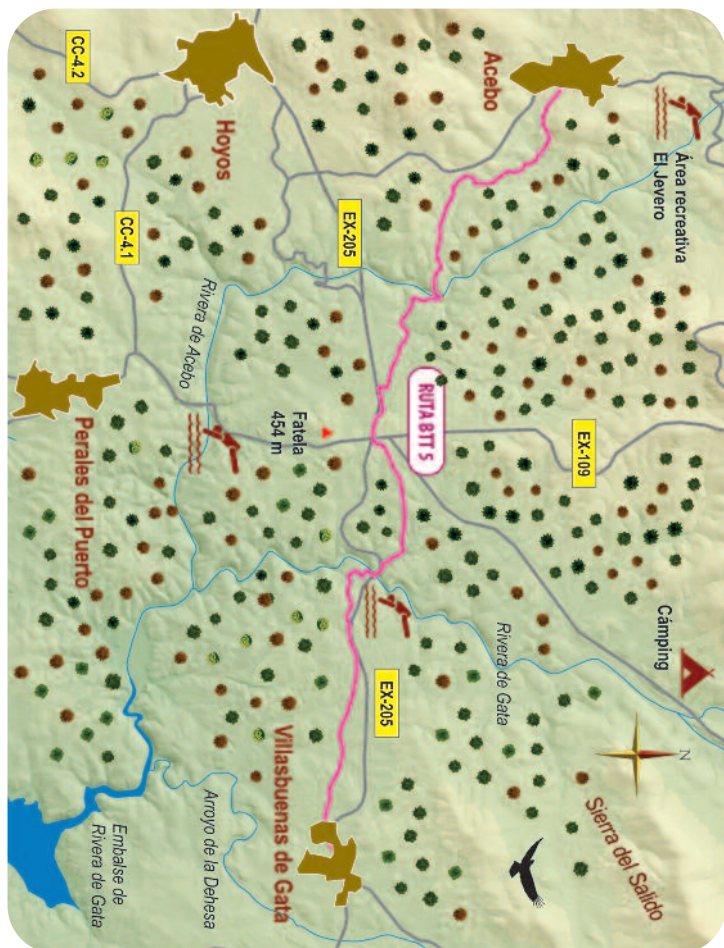 Acebo
CC-4.2
Hoyos
Área recreativa
El Jevero
EX-205
CC-4.1
Rivera de Acebo
RUTA BTT 5
Fatela
454 m
EX-109
Perales del Puerto
Cámping
Rivera de Gata
EX-205
N
Sierra del Salido
Villasbuenas de Gata
Arroyo de la Dehesa
Embalse de
Rivera de Gata